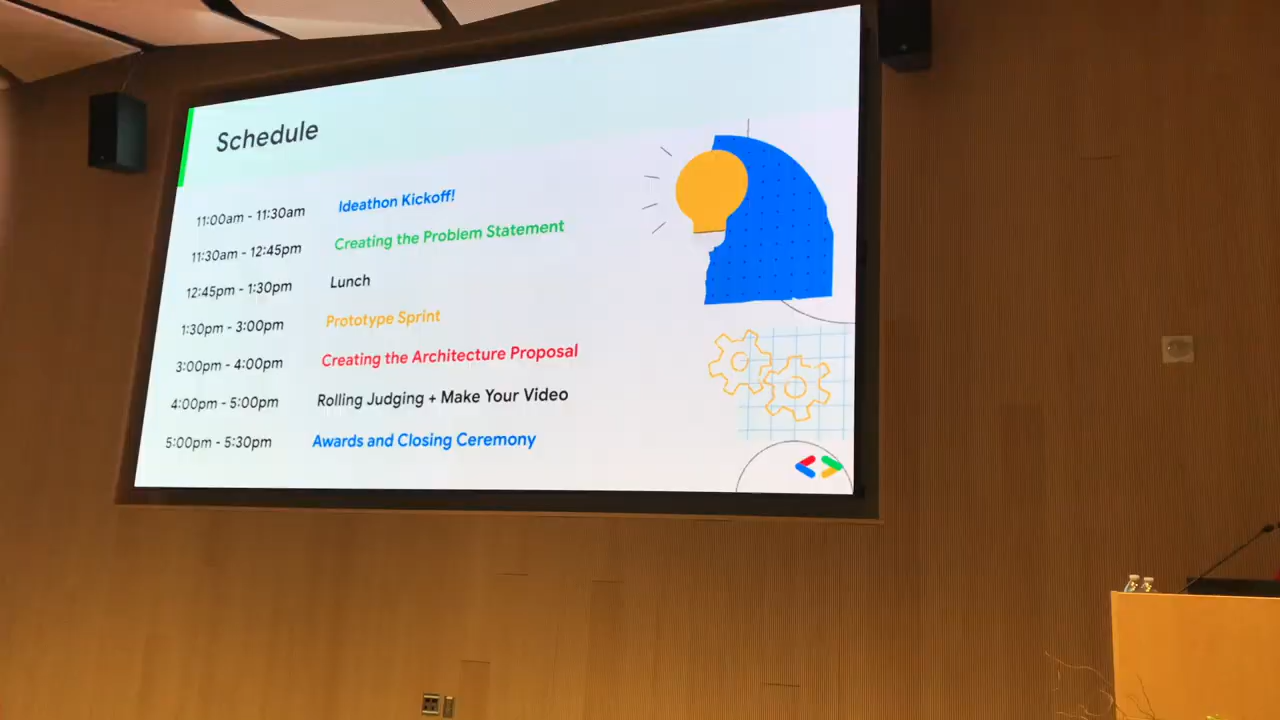 Schedule
11:00am - 11:30am Ideathon Kickoff!
11:30am - 12:45pm Creating the Problem Statement
12:45pm - 1:30pm Lunch
1:30pm - 3:00pm Prototype Sprint
3:00pm - 4:00pm Creating the Architecture Proposal
4:00pm - 5:00pm Rolling Judging + Make Your Video
5:00pm - 5:30pm Awards and Closing Ceremony